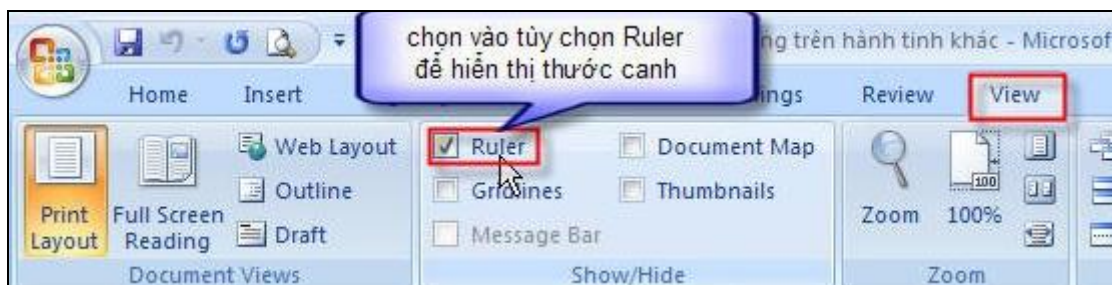 chọn vào tùy chọn Ruler
để hiển thị thước canh
trên hành tinh khác - Microsof
Home Insert Review View
Ruler Document Map
Gridlines Thumbnails
Message Bar
Web Layout
Outline
Draft
Print Layout
Full Screen Reading
Zoom 100%
100
Document Views Show/Hide Zoom